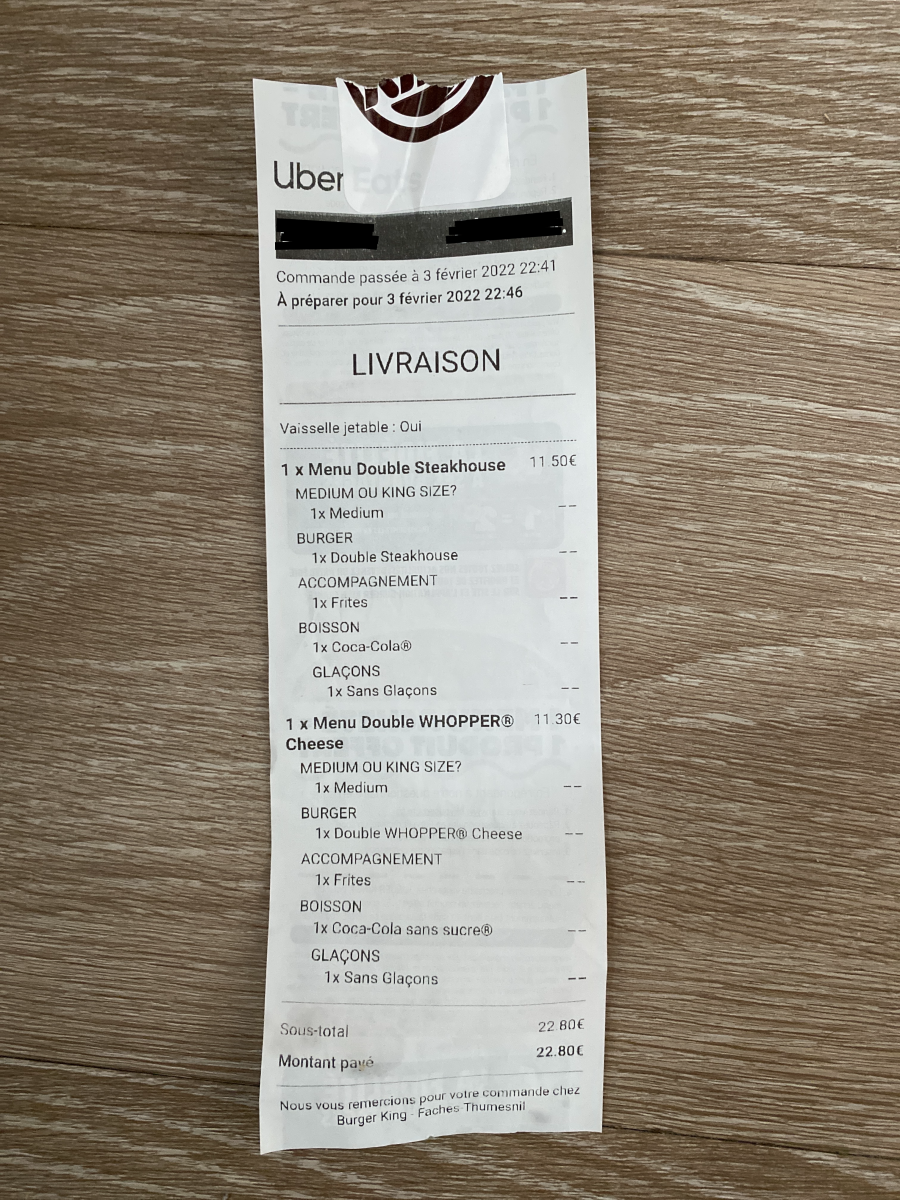 Uber Eats
Commande passée à 3 février 2022 22:41
À préparer pour 3 février 2022 22:46
LIVRAISON
Vaisselle jetable : Oui
1 x Menu Double Steakhouse 11.50€
MEDIUM OU KING SIZE?
1x Medium --
BURGER
1x Double Steakhouse --
ACCOMPAGNEMENT
1x Frites --
BOISSON
1x Coca-Cola® --
GLAÇONS
1x Sans Glaçons --
1 x Menu Double WHOPPER® 11.30€
Cheese
MEDIUM OU KING SIZE?
1x Medium --
BURGER
1x Double WHOPPER® Cheese --
ACCOMPAGNEMENT
1x Frites --
BOISSON
1x Coca-Cola sans sucre® --
GLAÇONS
1x Sans Glaçons --
Sous-total 22.80€
Montant payé 22.80€
Nous vous remercions pour votre commande chez
Burger King - Faches-Thumesnil